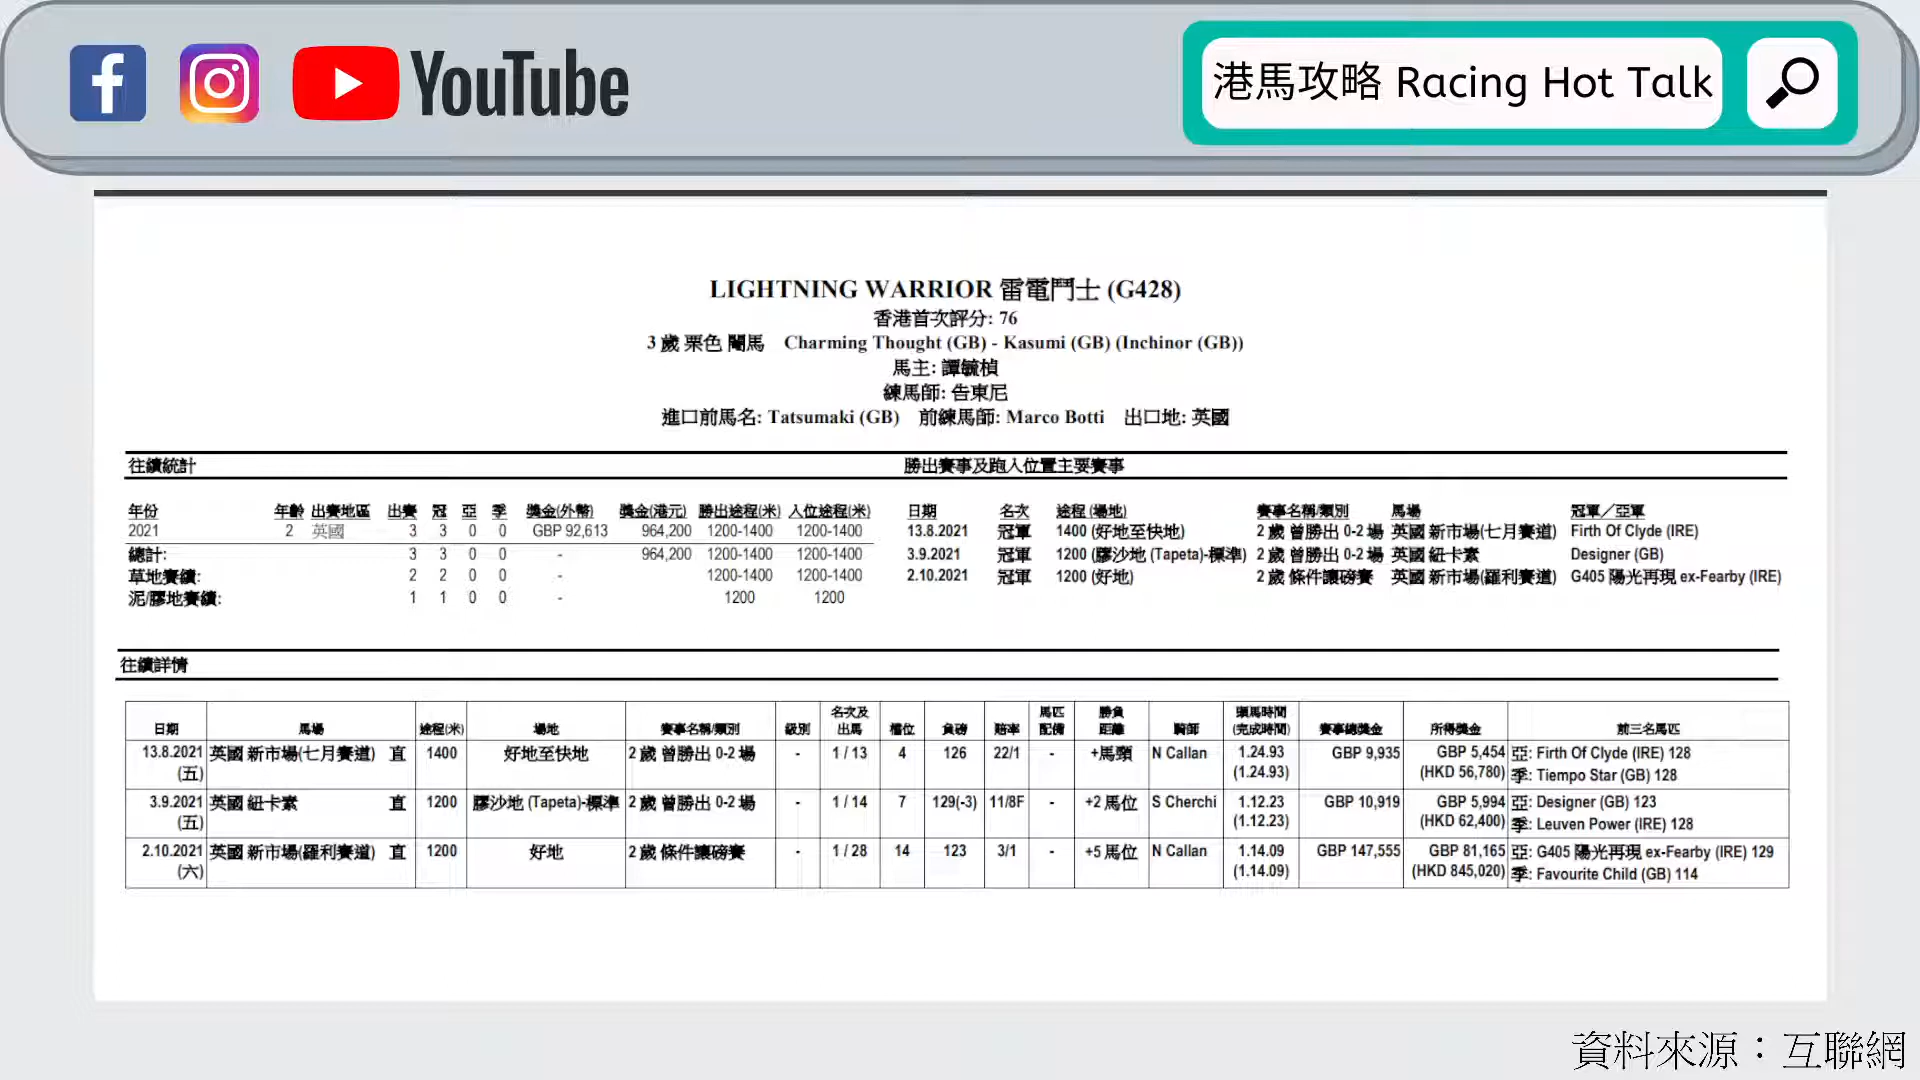 f YouTube 港馬攻略 Racing Hot Talk
LIGHTNING WARRIOR 雷電鬥士 (G428)
香港首次評分: 76
3 歲 栗色 閹馬 Charming Thought (GB) - Kasumi (GB) (Inchinor (GB))
馬主: 譚毓楨
練馬師: 告東尼
進口前馬名: Tatsumaki (GB) 前練馬師: Marco Botti 出口地: 英國
往績統計 勝出賽事及跑入位置主要賽事
年份 年齡 出賽地區 出賽 冠 亞 季 獎金(外幣) 獎金(港元) 勝出途程(米) 入位途程(米) 日期 名次 途程 (場地) 賽事名稱/類別 馬場 冠軍／亞軍
2021 2 英國 3 3 0 0 GBP 92,613 964,200 1200-1400 1200-1400 13.8.2021 冠軍 1400 (好地至快地) 2 歲 曾勝出 0-2 場 英國 新市場(七月賽道) Firth Of Clyde (IRE)
總計: 3 3 0 0 - 964,200 1200-1400 1200-1400 3.9.2021 冠軍 1200 (膠沙地 (Tapeta)-標準) 2 歲 曾勝出 0-2 場 英國 紐卡素 Designer (GB)
草地賽績: 2 2 0 0 - 1200-1400 1200-1400 2.10.2021 冠軍 1200 (好地) 2 歲 條件讓磅賽 英國 新市場(羅利賽道) G405 陽光再現 ex-Fearby (IRE)
泥/膠地賽績: 1 1 0 0 - 1200 1200
往績詳情
名次及 馬匹 勝負 頭馬時間
日期 馬場 途程(米) 場地 賽事名稱/類別 級別 出馬 檔位 負磅 賠率 配備 距離 騎師 (完成時間) 賽事總獎金 所得獎金 前三名馬匹
13.8.2021 英國 新市場(七月賽道) 直 1400 好地至快地 2 歲 曾勝出 0-2 場 - 1 / 13 4 126 22/1 - +馬頸 N Callan 1.24.93 GBP 9,935 GBP 5,454 亞: Firth Of Clyde (IRE) 128
(五) (1.24.93) (HKD 56,780) 季: Tiempo Star (GB) 128
3.9.2021 英國 紐卡素 直 1200 膠沙地 (Tapeta)-標準 2 歲 曾勝出 0-2 場 - 1 / 14 7 129(-3) 11/8F - +2 馬位 S Cherchi 1.12.23 GBP 10,919 GBP 5,994 亞: Designer (GB) 123
(五) (1.12.23) (HKD 62,400) 季: Leuven Power (IRE) 128
2.10.2021 英國 新市場(羅利賽道) 直 1200 好地 2 歲 條件讓磅賽 - 1 / 28 14 123 3/1 - +5 馬位 N Callan 1.14.09 GBP 147,555 GBP 81,165 亞: G405 陽光再現 ex-Fearby (IRE) 129
(六) (1.14.09) (HKD 845,020) 季: Favourite Child (GB) 114
資料來源：互聯網